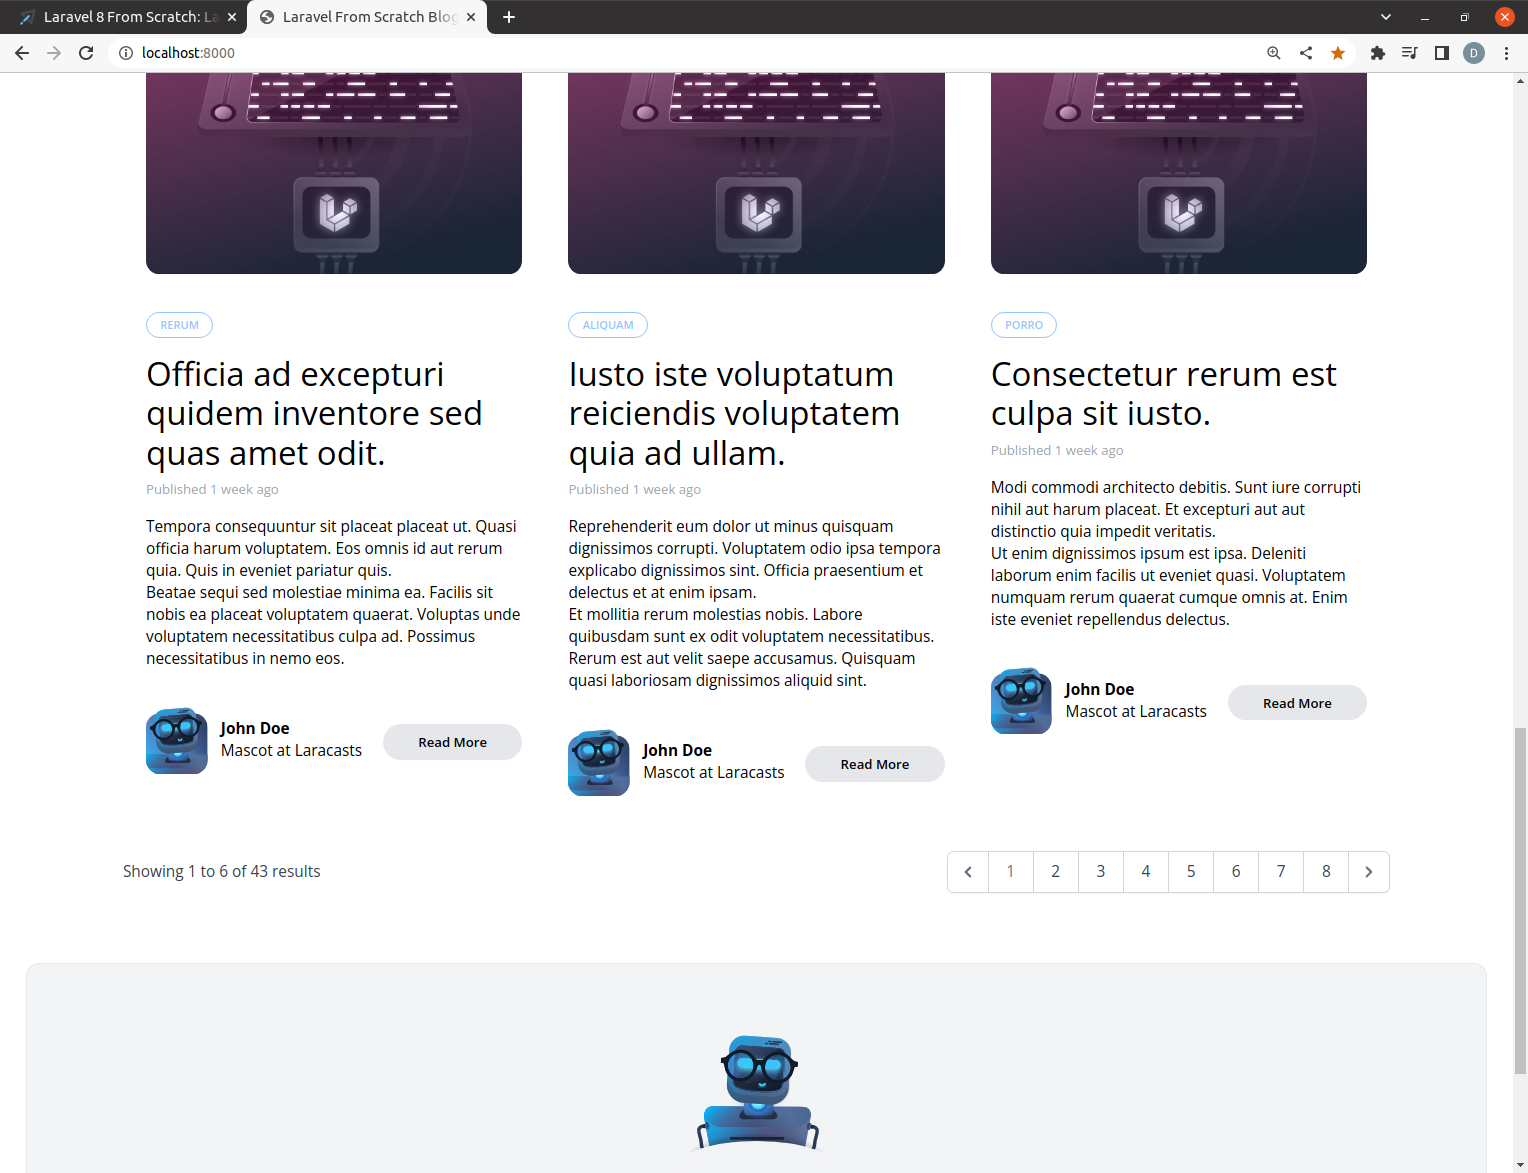 Laravel 8 From Scratch: La
Laravel From Scratch Blog
localhost:8000
D
RERUM
Officia ad excepturi
quidem inventore sed
quas amet odit.
Published 1 week ago
Tempora consequuntur sit placeat placeat ut. Quasi
officia harum voluptatem. Eos omnis id aut rerum
quia. Quis in eveniet pariatur quis.
Beatae sequi sed molestiae minima ea. Facilis sit
nobis ea placeat voluptatem quaerat. Voluptas unde
voluptatem necessitatibus culpa ad. Possimus
necessitatibus in nemo eos.
John Doe
Mascot at Laracasts
Read More
ALIQUAM
Iusto iste voluptatum
reiciendis voluptatem
quia ad ullam.
Published 1 week ago
Reprehenderit eum dolor ut minus quisquam
dignissimos corrupti. Voluptatem odio ipsa tempora
explicabo dignissimos sint. Officia praesentium et
delectus et at enim ipsam.
Et mollitia rerum molestias nobis. Labore
quibusdam sunt ex odit voluptatem necessitatibus.
Rerum est aut velit saepe accusamus. Quisquam
quasi laboriosam dignissimos aliquid sint.
John Doe
Mascot at Laracasts
Read More
PORRO
Consectetur rerum est
culpa sit iusto.
Published 1 week ago
Modi commodi architecto debitis. Sunt iure corrupti
nihil aut harum placeat. Et excepturi aut aut
distinctio quia impedit veritatis.
Ut enim dignissimos ipsum est ipsa. Deleniti
laborum enim facilis ut eveniet quasi. Voluptatem
numquam rerum quaerat cumque omnis at. Enim
iste eveniet repellendus delectus.
John Doe
Mascot at Laracasts
Read More
Showing 1 to 6 of 43 results
1 2 3 4 5 6 7 8